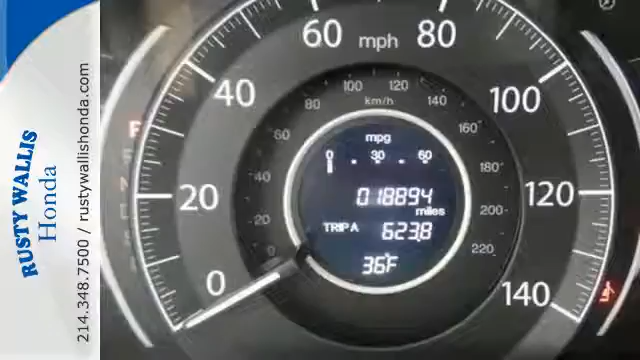 RUSTY WALLIS
Honda
214.348.7500 / rustywallishonda.com
60 mph 80
40 100
20 120
0 140
100 120
80 km/h 140
60 160
40 180
20 200
0 220
mpg
0 30 60
018894
miles
TRIP A 623.8
36°F